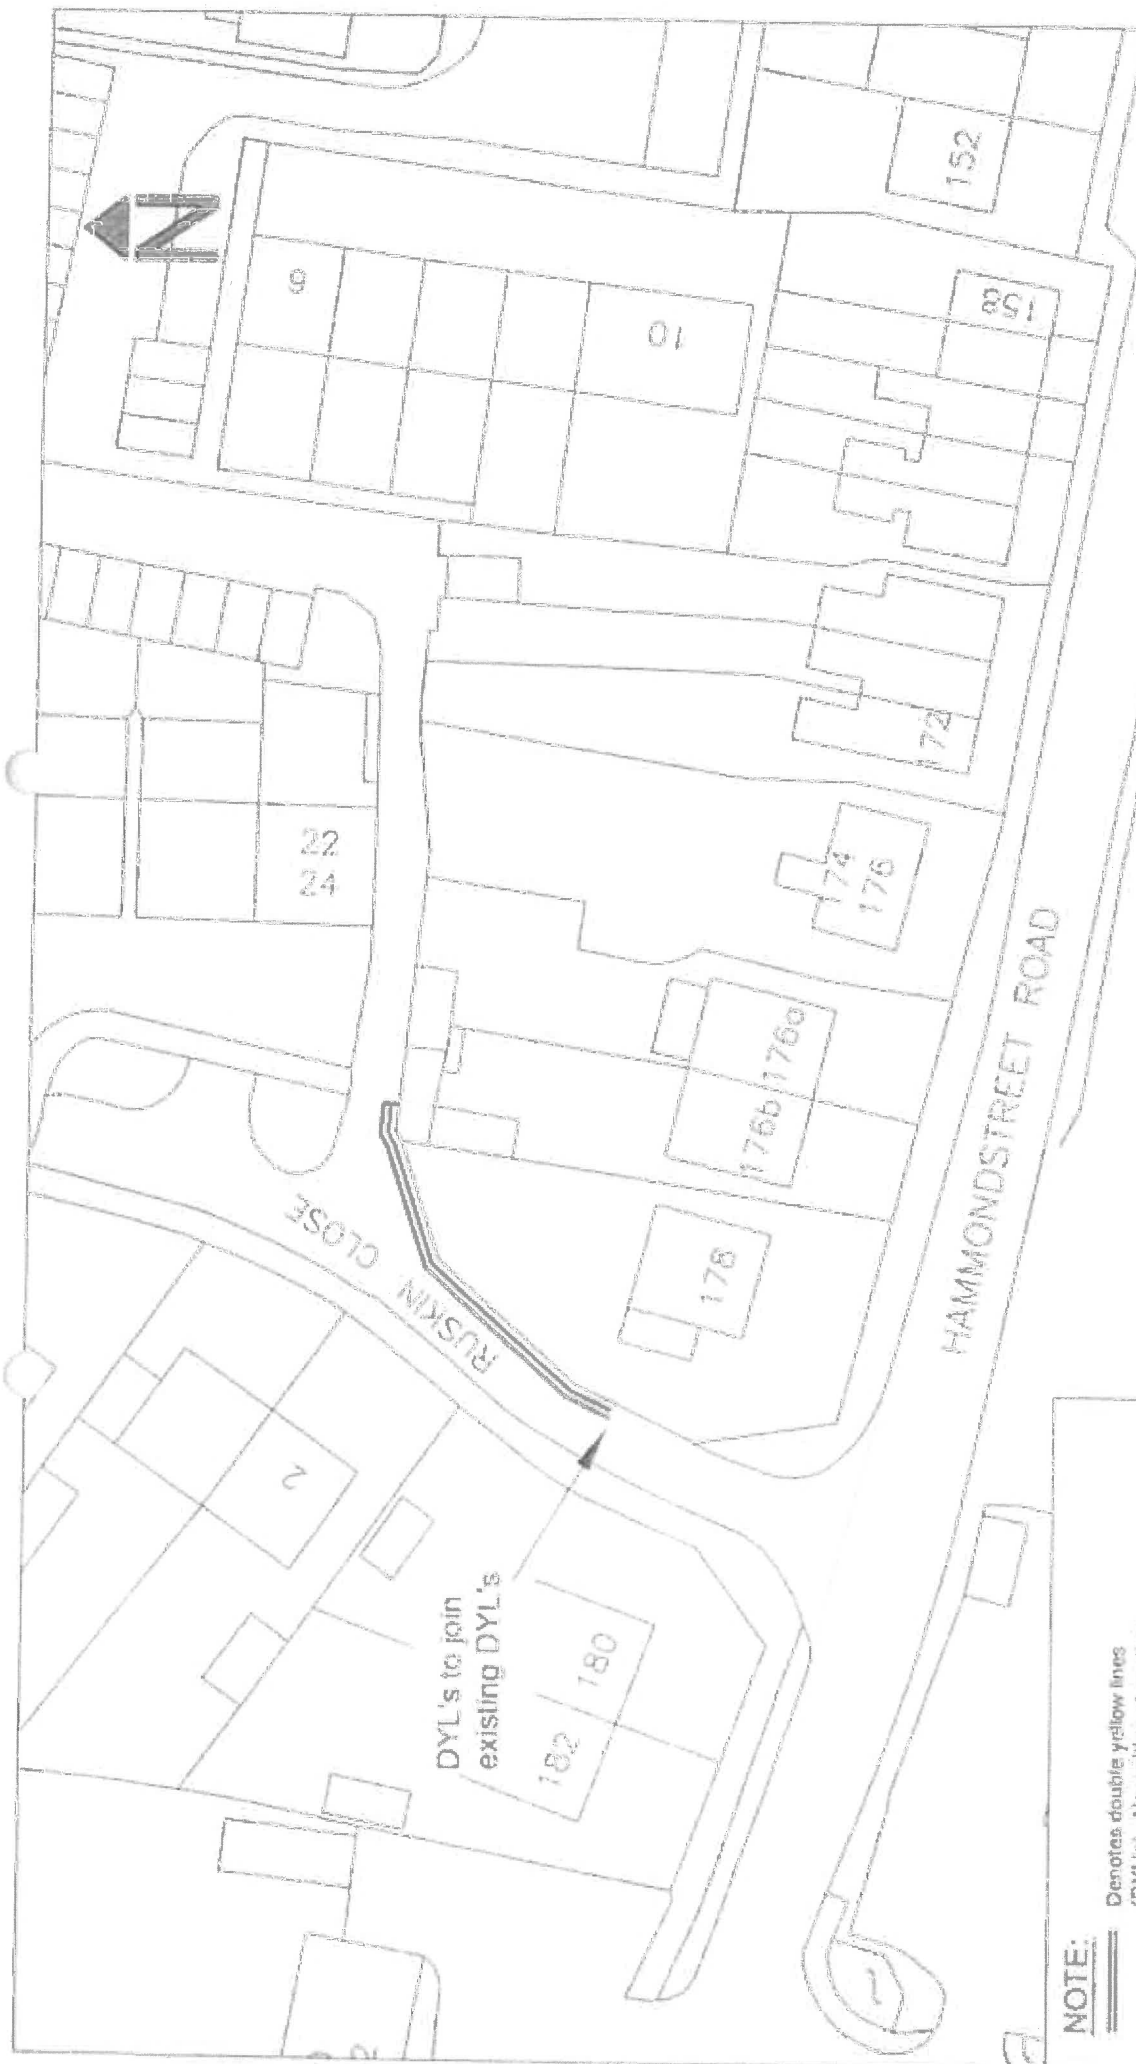 N
152
158
9
10
172
174
176
22
24
176a
176b
178
HAMMONDSTREET ROAD
RUSKIN CLOSE
2
DYL's to join
existing DYL's
180
182
NOTE:
Denotes double yellow lines